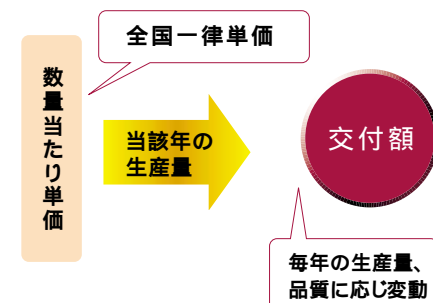 全国一律単価
数量当たり単価
当該年の
生産量
交付額
毎年の生産量、
品質に応じ変動